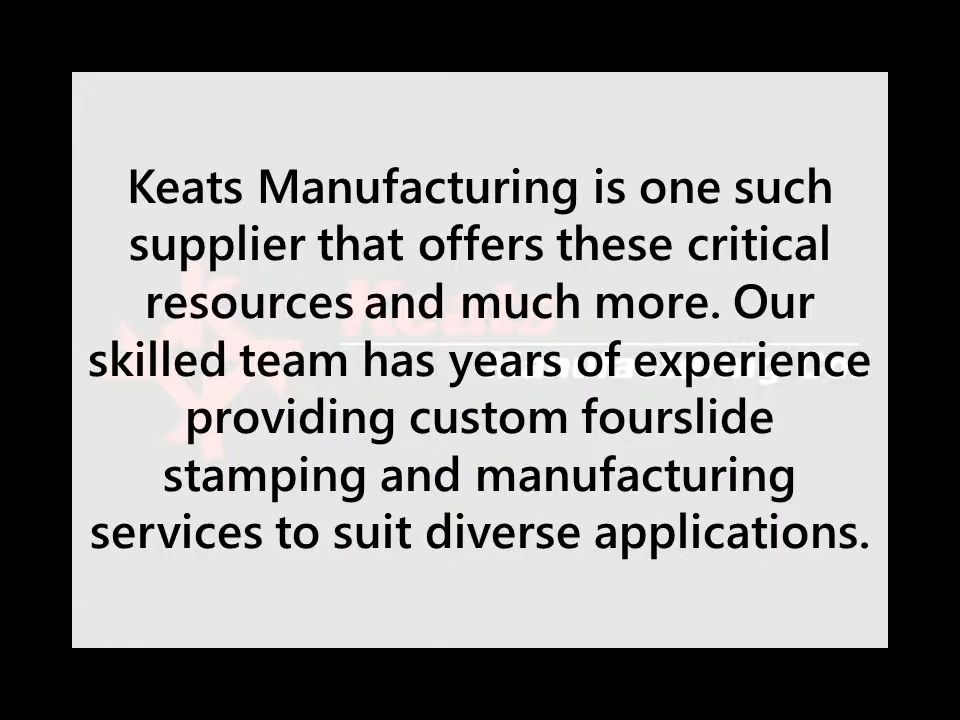 Keats Manufacturing is one such
supplier that offers these critical
resources and much more. Our
skilled team has years of experience
providing custom fourslide
stamping and manufacturing
services to suit diverse applications.
Keats